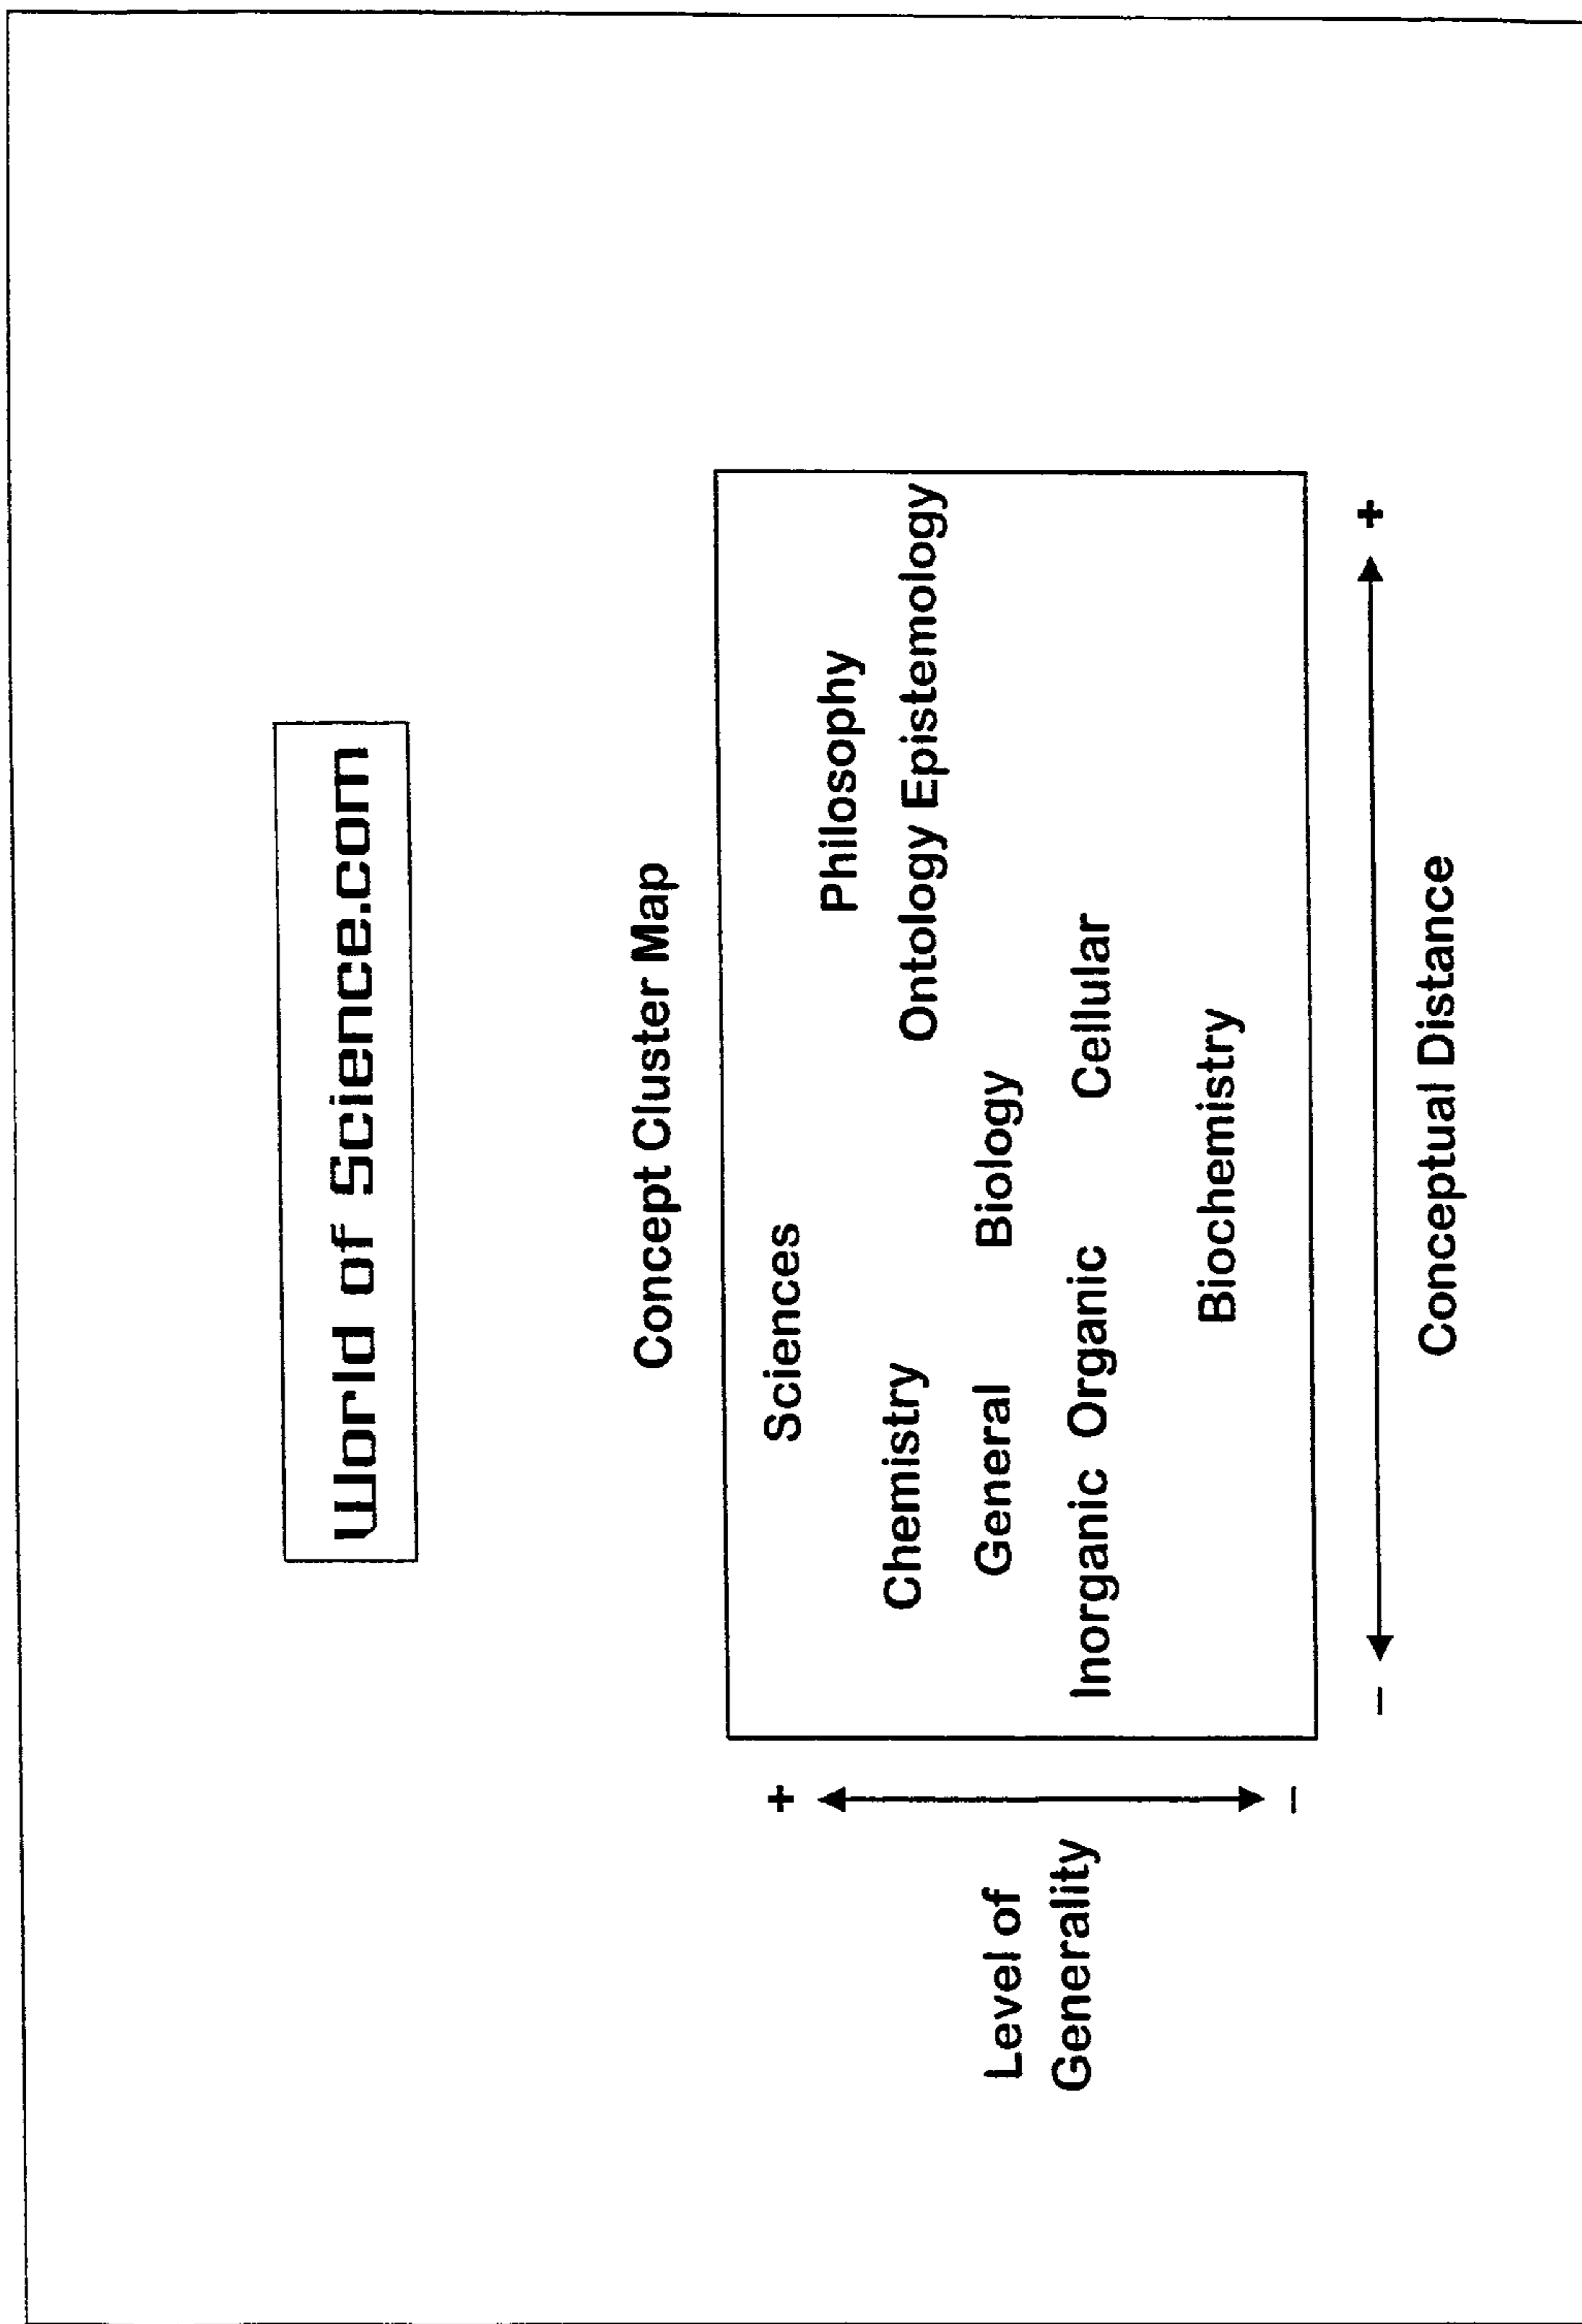 World of Science.com
Concept Cluster Map
+
Sciences
Philosophy
Chemistry
Ontology Epistemology
General
Biology
Level of
Generality
Inorganic Organic
Cellular
Biochemistry
–
– +
Conceptual Distance